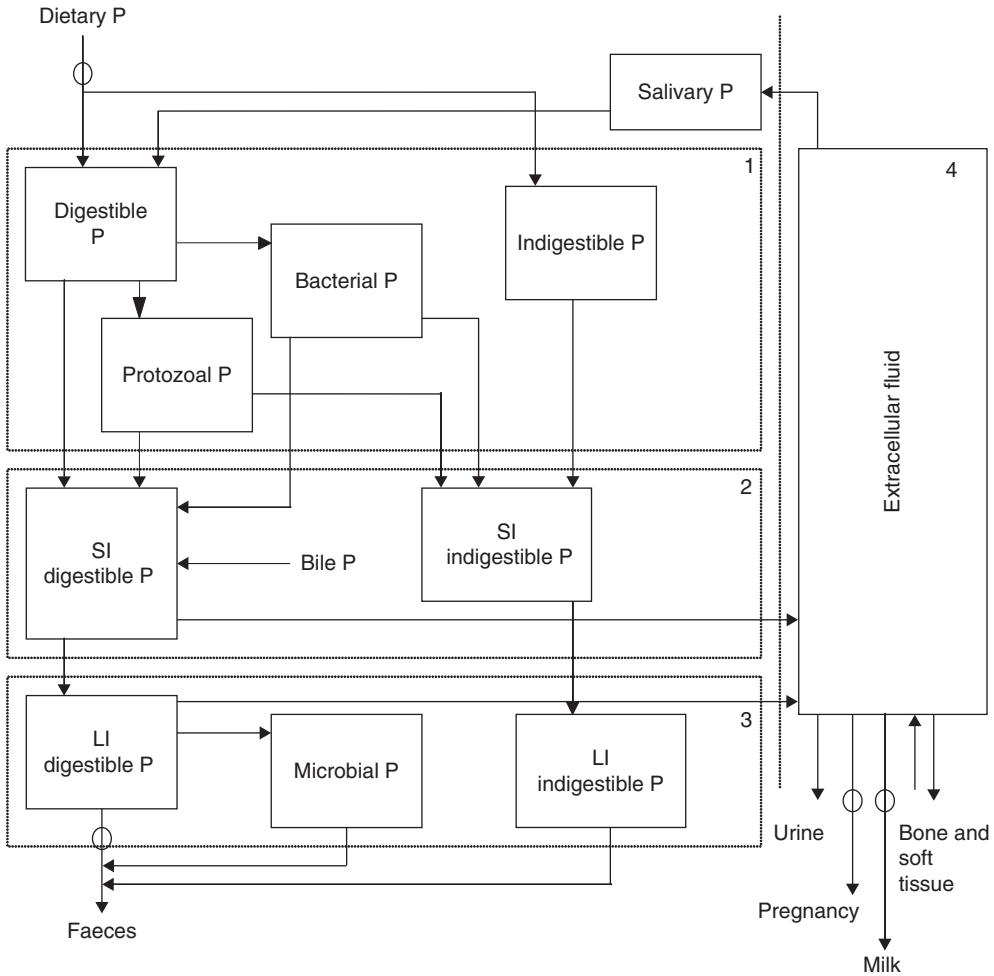 Dietary P
Salivary P
1
4
Digestible
P
Indigestible P
Bacterial P
Protozoal P
Extracellular fluid
2
SI
digestible P
Bile P
SI
indigestible P
3
LI
digestible P
Microbial P
LI
indigestible P
Urine
Bone and
soft
tissue
Pregnancy
Faeces
Milk